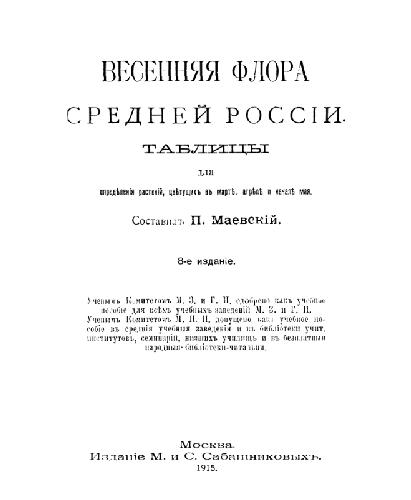 ВЕСЕННЯЯ ФЛОРА
СРЕДНЕЙ РОССІИ.
ТАБЛИЦЫ
для
опредѣленія растеній, цвѣтущихъ въ мартѣ, апрѣлѣ и началѣ мая.
Составилъ П. Маевскій.
8-е изданіе.
Ученымъ Комитетомъ М. З. и Г. И. одобрено какъ учебное
пособіе для всѣхъ учебныхъ заведеній М. З. и Г. И.
Ученымъ Комитетомъ М. Н. П. допущено какъ учебное по-
собіе въ среднія учебныя заведенія и въ библіотеки учит.
институтовъ, семинарій, низшихъ училищъ и въ безплатныя
народныя библіотеки-читальни.
Москва.
Изданіе М. и С. Сабашниковыхъ.
1915.